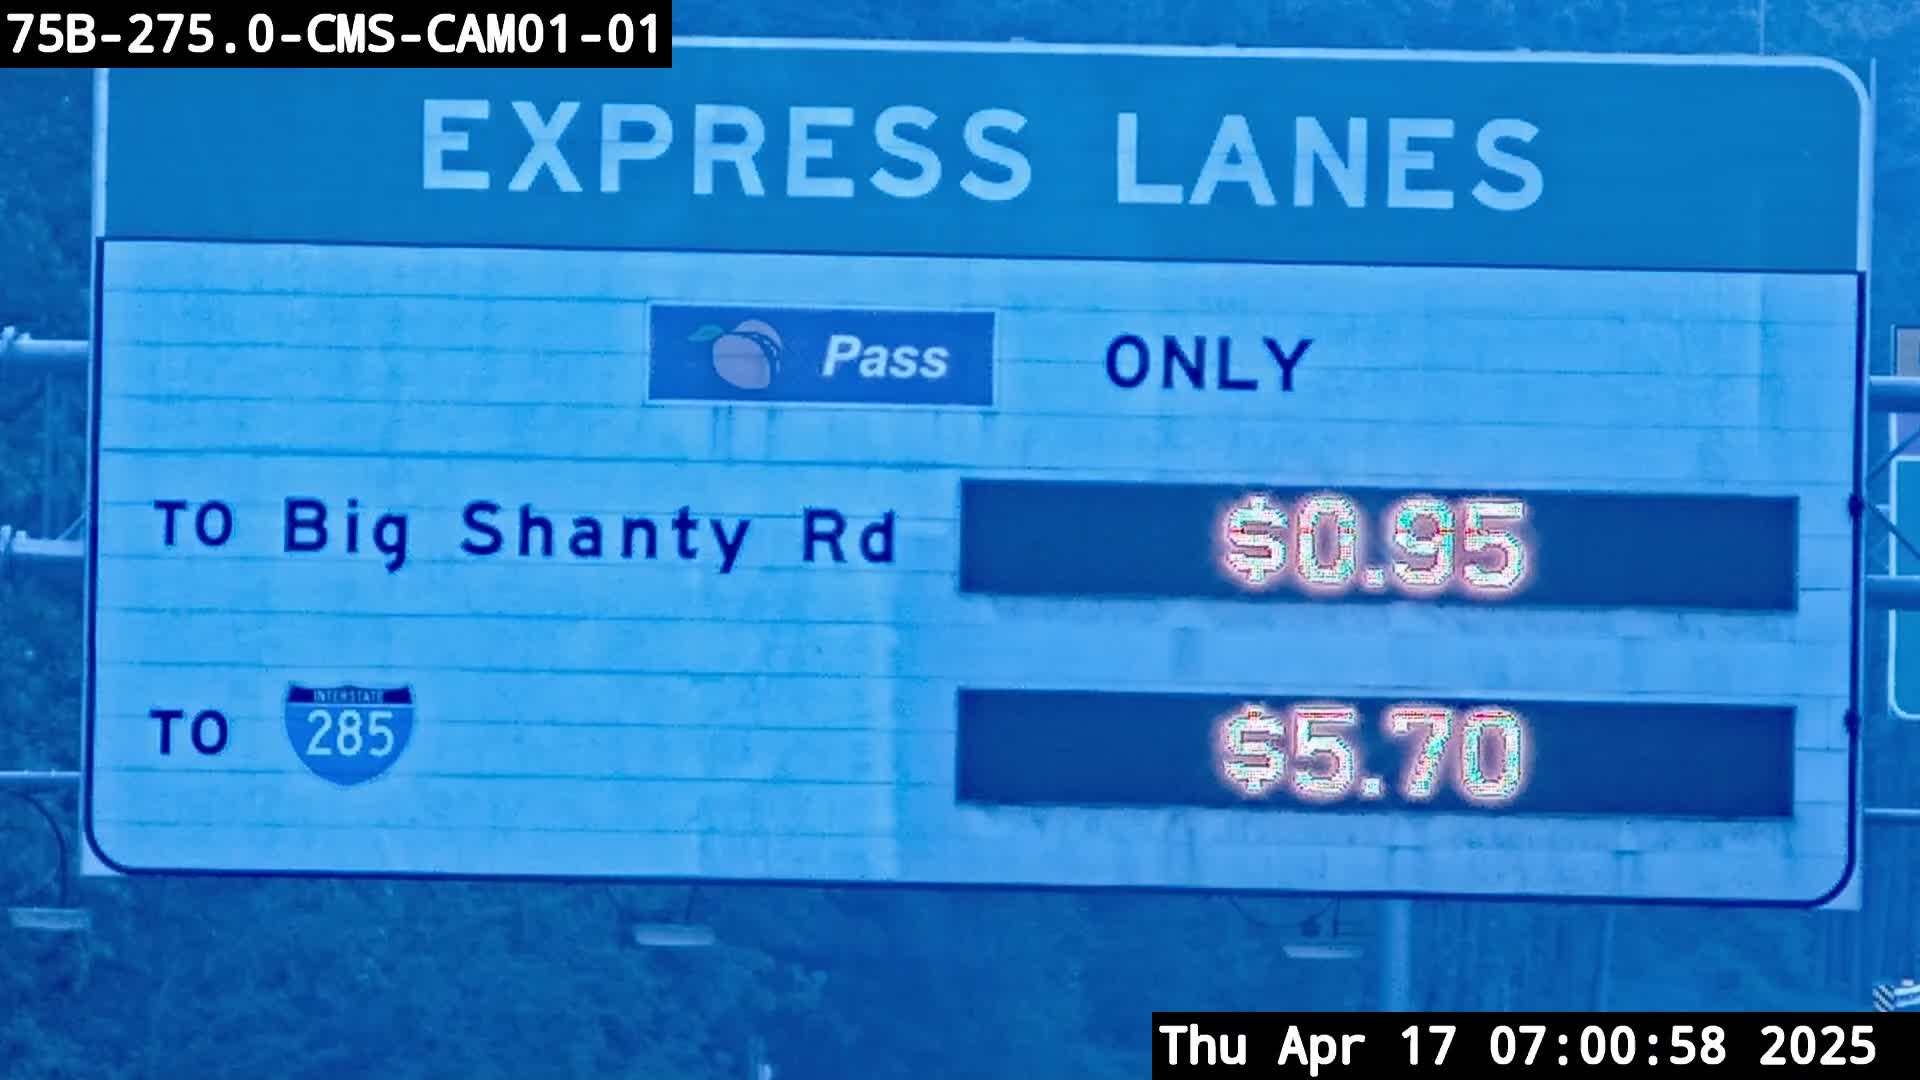 75B-275.0-CMS-CAM01-01
EXPRESS LANES
Pass ONLY
TO Big Shanty Rd $0.95
TO INTERSTATE 285 $5.70
Thu Apr 17 07:00:58 2025